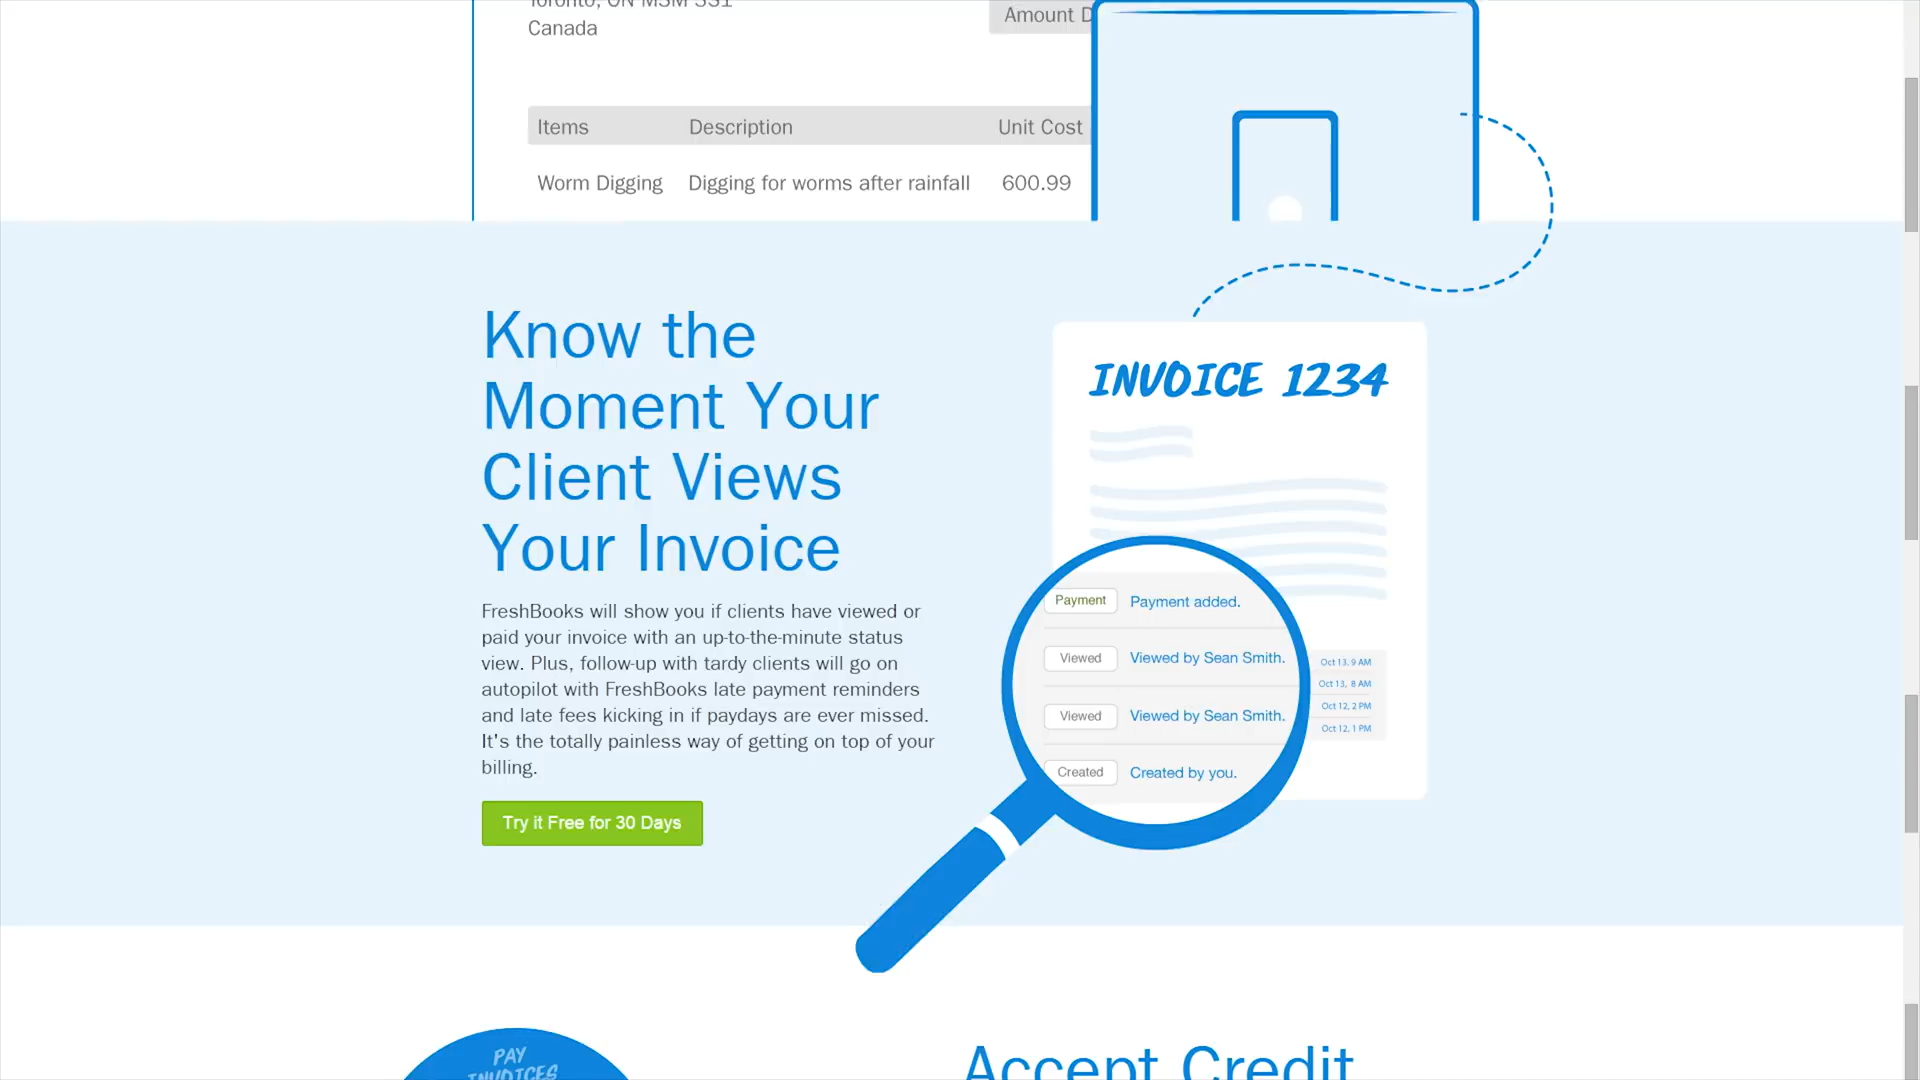 Toronto, ON M5M 3S1
Canada
Amount D
Items Description Unit Cost
Worm Digging Digging for worms after rainfall 600.99
Know the
Moment Your
Client Views
Your Invoice
FreshBooks will show you if clients have viewed or
paid your invoice with an up-to-the-minute status
view. Plus, follow-up with tardy clients will go on
autopilot with FreshBooks late payment reminders
and late fees kicking in if paydays are ever missed.
It's the totally painless way of getting on top of your
billing.
Try it Free for 30 Days
INVOICE 1234
Payment Payment added.
Viewed Viewed by Sean Smith.
Viewed Viewed by Sean Smith.
Created Created by you.
Oct 13, 9 AM
Oct 13, 8 AM
Oct 12, 2 PM
Oct 12, 1 PM
PAY
INVOICES
Accept Credit